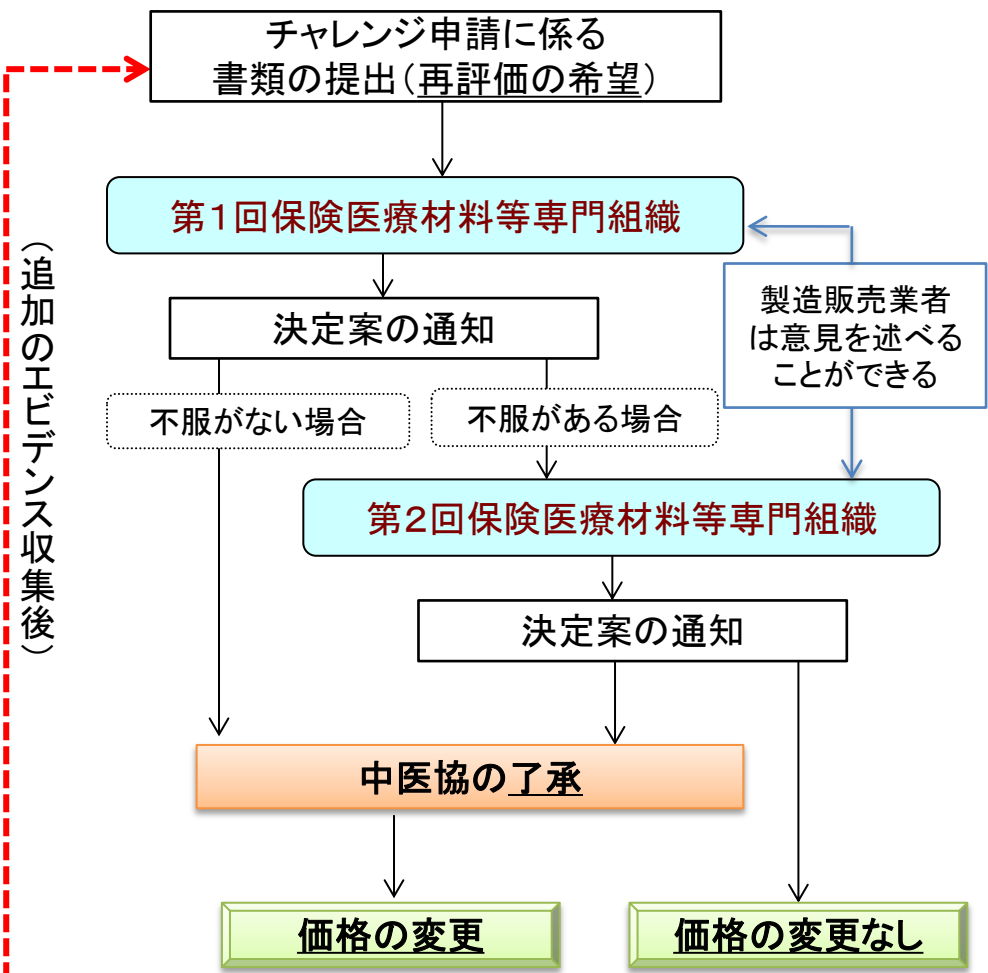 チャレンジ申請に係る
書類の提出（再評価の希望）
第１回保険医療材料等専門組織
決定案の通知
製造販売業者
は意見を述べる
ことができる
不服がない場合
不服がある場合
第２回保険医療材料等専門組織
決定案の通知
中医協の了承
価格の変更
価格の変更なし
（追加のエビデンス収集後）